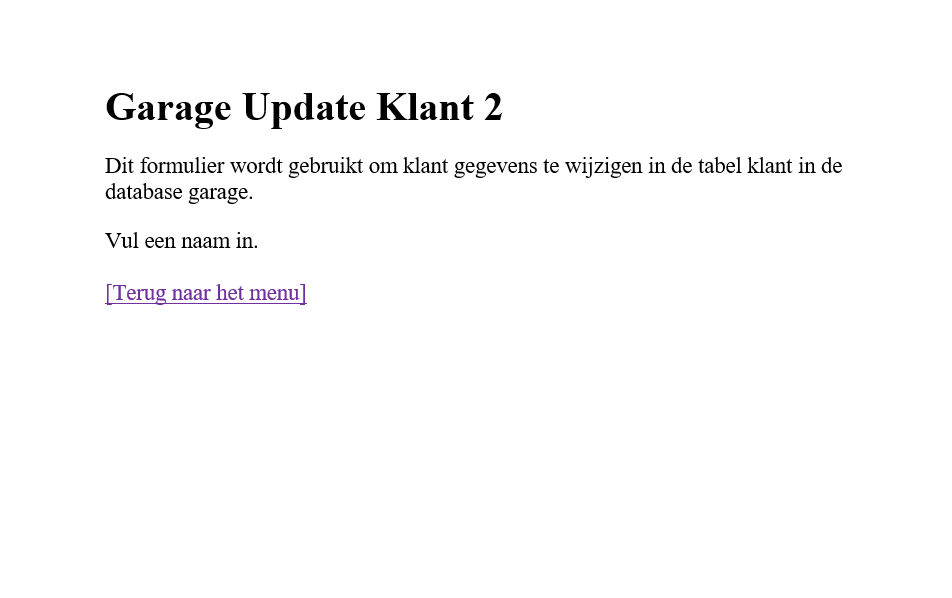 Garage Update Klant 2
Dit formulier wordt gebruikt om klant gegevens te wijzigen in de tabel klant in de
database garage.
Vul een naam in.
[Terug naar het menu]